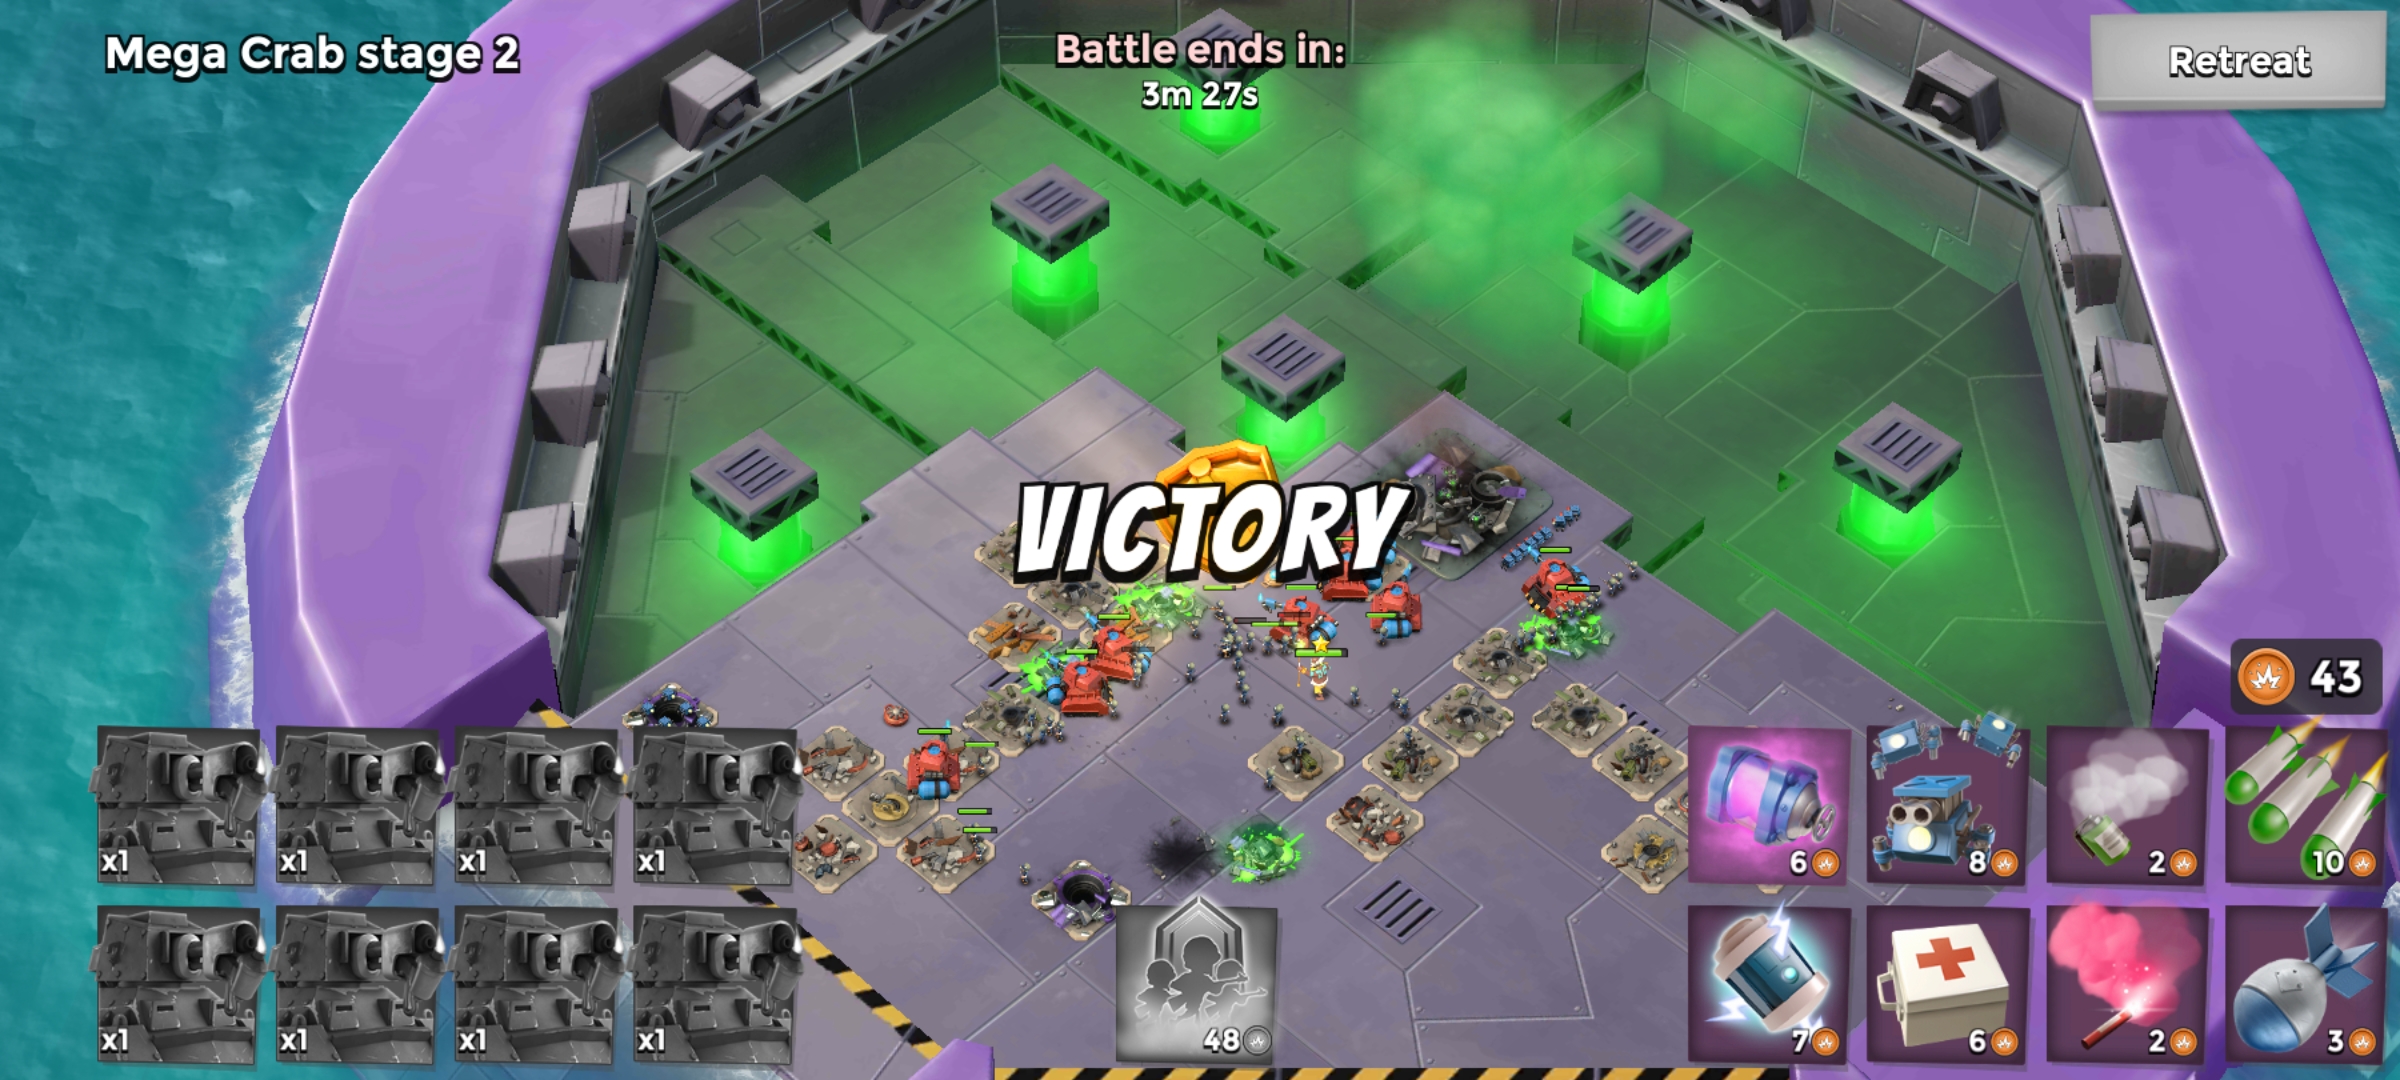 Mega Crab stage 2
Battle ends in:
3m 27s
Retreat
VICTORY
43
x1 x1 x1 x1
6 8 2 10
x1 x1 x1 x1
48
7 6 2 3